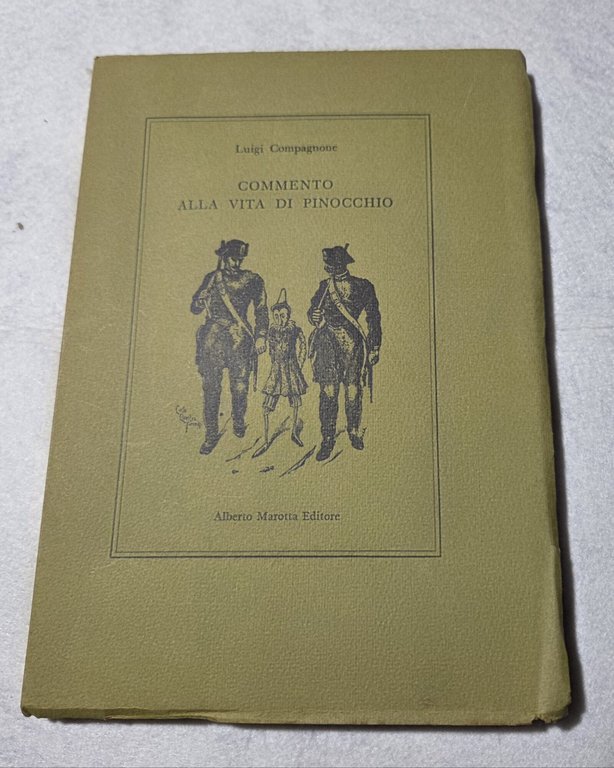 Luigi Compagnone
COMMENTO
ALLA VITA DI PINOCCHIO
Alberto Marotta Editore